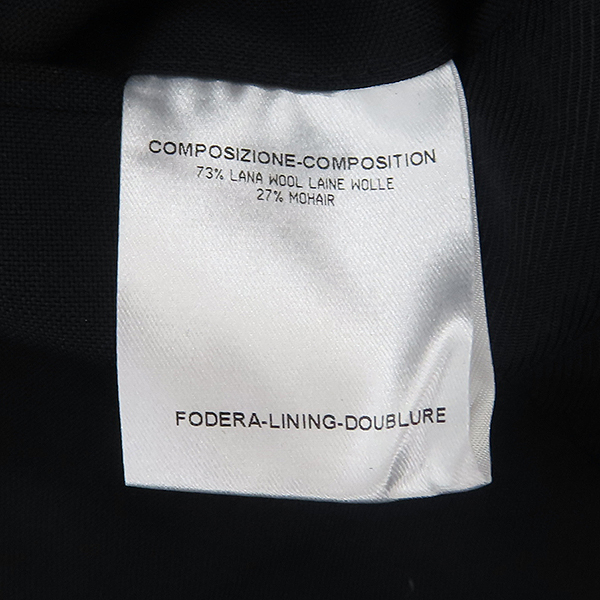 COMPOSIZIONE-COMPOSITION
73% LANA WOOL LAINE WOLLE
27% MOHAIR
FODERA-LINING-DOUBLURE